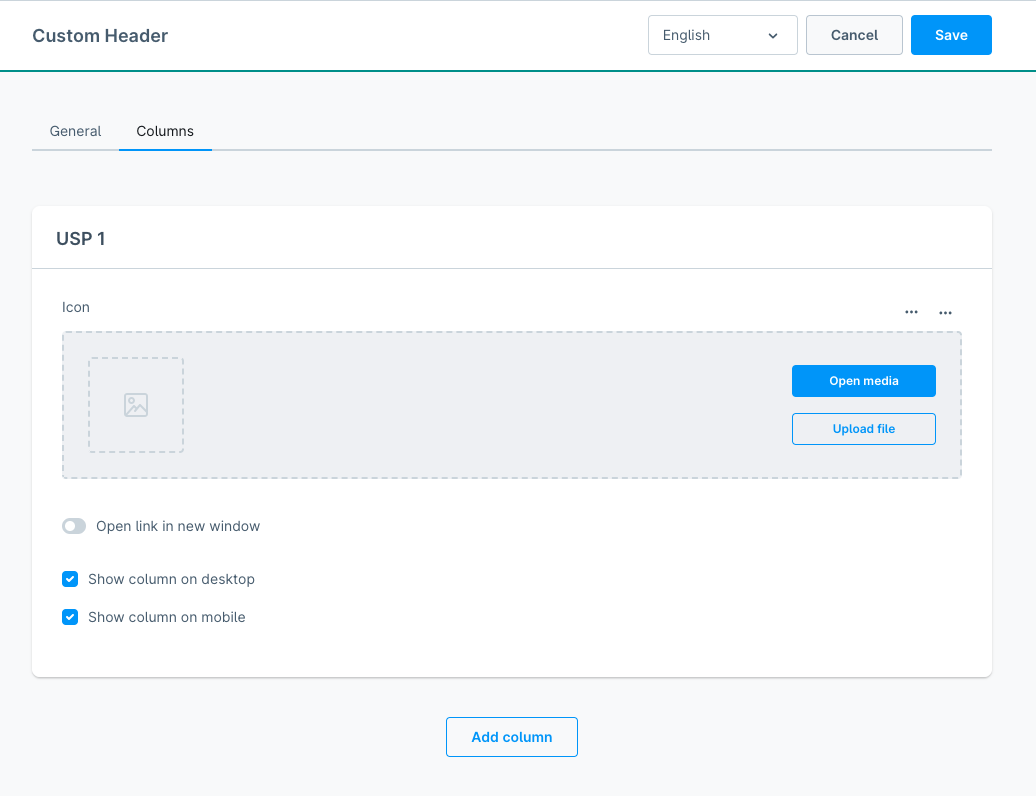 Custom Header
English
Cancel
Save
General
Columns
USP 1
Icon
Open media
Upload file
Open link in new window
Show column on desktop
Show column on mobile
Add column